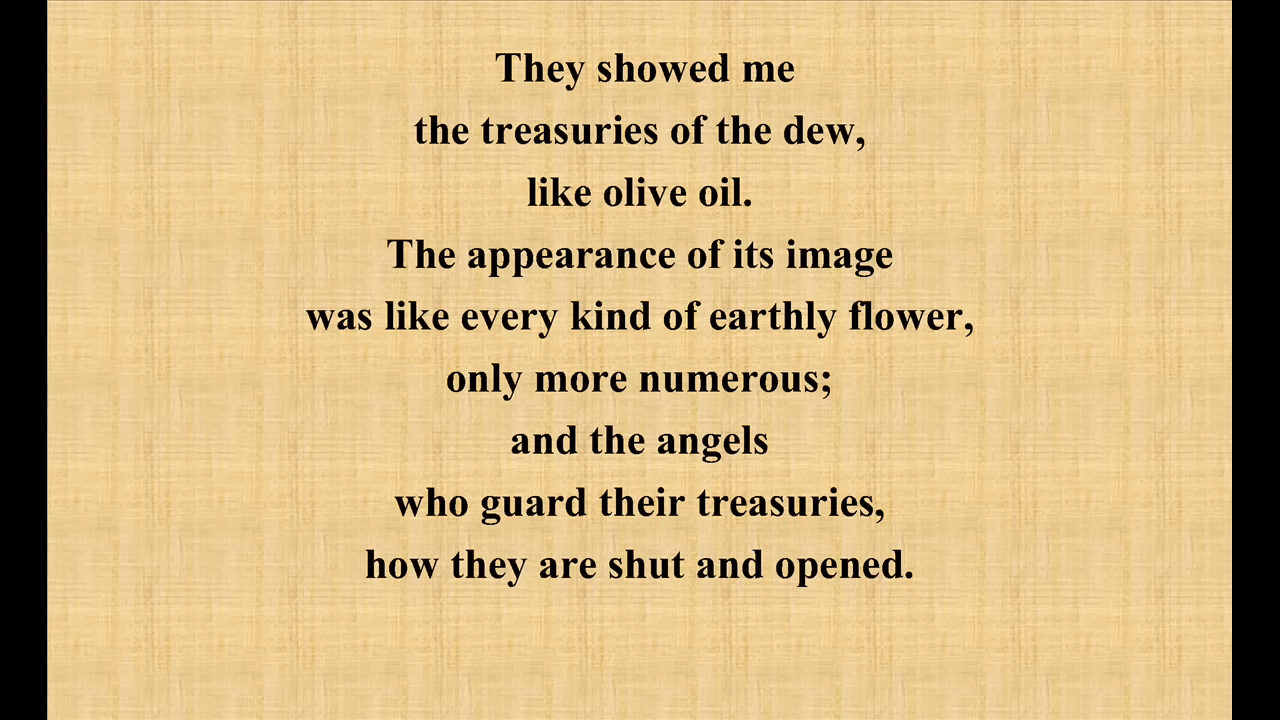 They showed me
the treasuries of the dew,
like olive oil.
The appearance of its image
was like every kind of earthly flower,
only more numerous;
and the angels
who guard their treasuries,
how they are shut and opened.